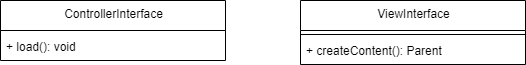 ControllerInterface
+ load(): void
ViewInterface
+ createContent(): Parent